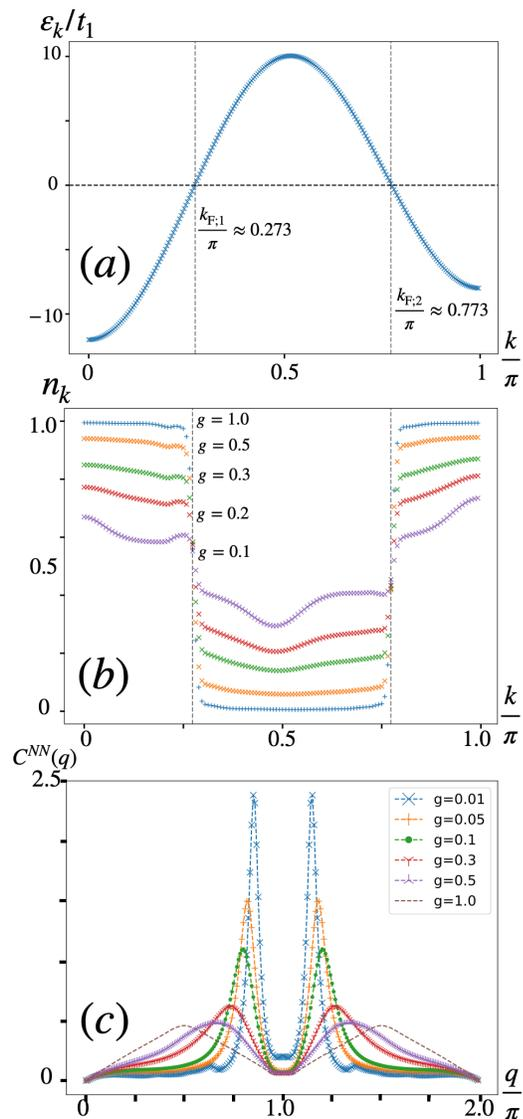 ε_k/t_1
10
0
−10
k_{F;1}/π ≈ 0.273
k_{F;2}/π ≈ 0.773
(a)
0
0.5
1
k/π
n_k
1.0
0.5
0
g = 1.0
g = 0.5
g = 0.3
g = 0.2
g = 0.1
(b)
0
0.5
1.0
k/π
C^{NN}(q)
2.5
0
g=0.01
g=0.05
g=0.1
g=0.3
g=0.5
g=1.0
(c)
0
1.0
2.0
q/π